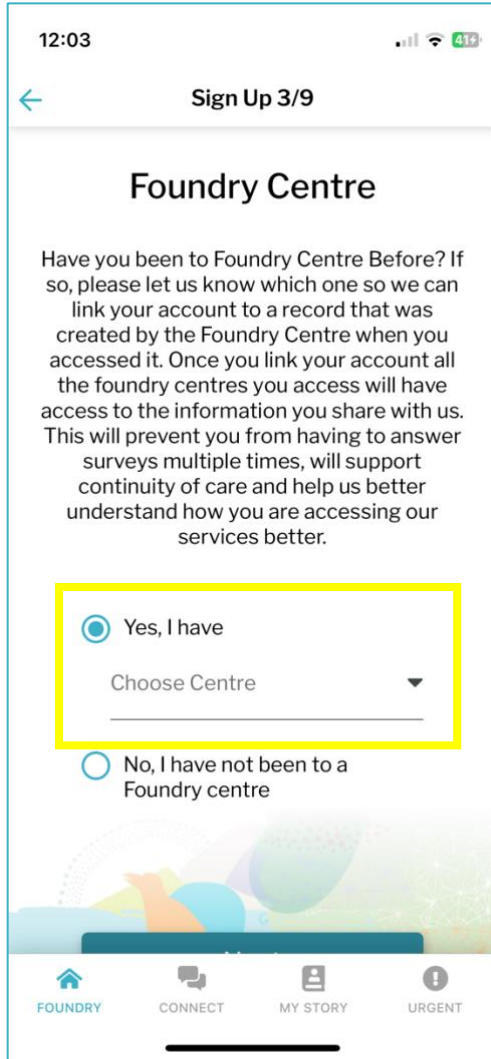 12:03
41
Sign Up 3/9
Foundry Centre
Have you been to Foundry Centre Before? If
so, please let us know which one so we can
link your account to a record that was
created by the Foundry Centre when you
accessed it. Once you link your account all
the foundry centres you access will have
access to the information you share with us.
This will prevent you from having to answer
surveys multiple times, will support
continuity of care and help us better
understand how you are accessing our
services better.
Yes, I have
Choose Centre
No, I have not been to a
Foundry centre
FOUNDRY
CONNECT
MY STORY
URGENT